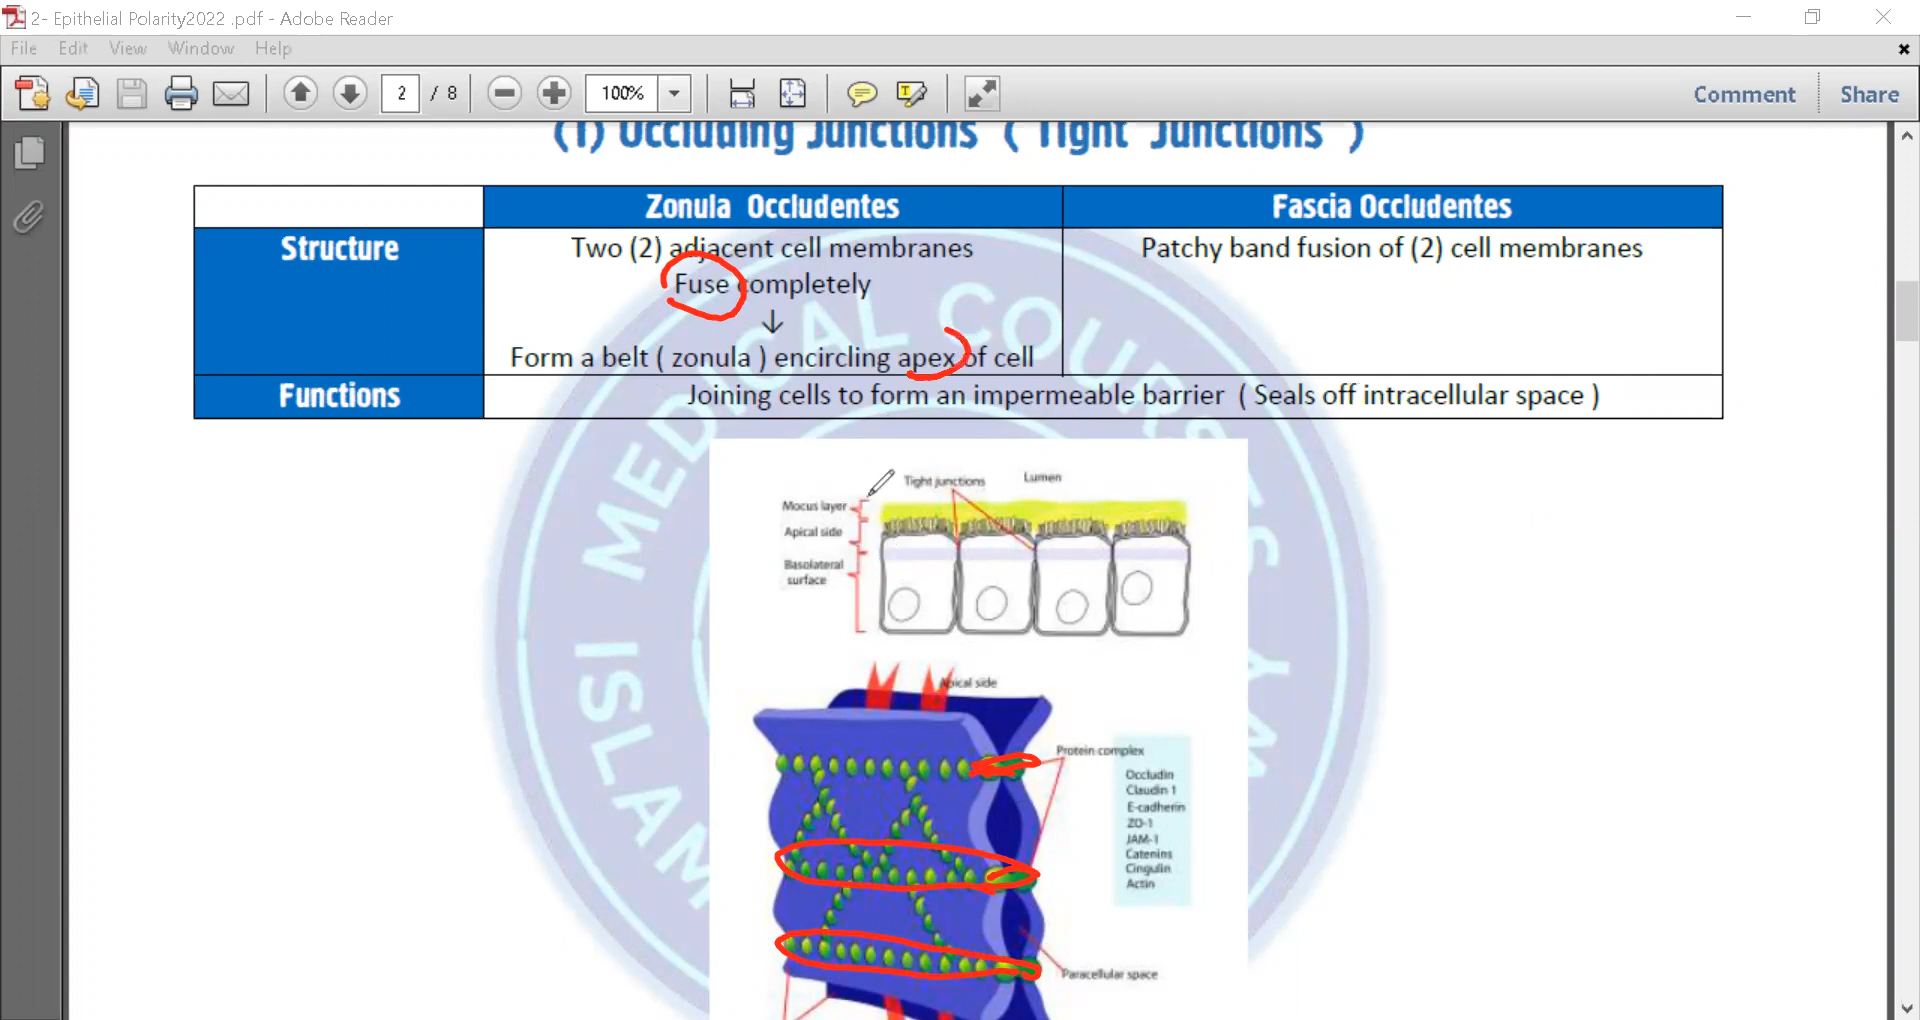 2- Epithelial Polarity2022 .pdf - Adobe Reader
File Edit View Window Help
2 / 8 100% Comment Share
(1) Occluding Junctions ( Tight Junctions )
Zonula Occludentes Fascia Occludentes
Structure Two (2) adjacent cell membranes Patchy band fusion of (2) cell membranes
Fuse completely
↓
Form a belt ( zonula ) encircling apex of cell
Functions Joining cells to form an impermeable barrier ( Seals off intracellular space )
Tight junctions Lumen
Mocus layer
Apical side
Basolateral
surface
Apical side
Protein complex
Occludin
Claudin 1
E-cadherin
ZO-1
JAM-1
Catenins
Cingulin
Actin
Paracellular space
MEDICAL COURSES